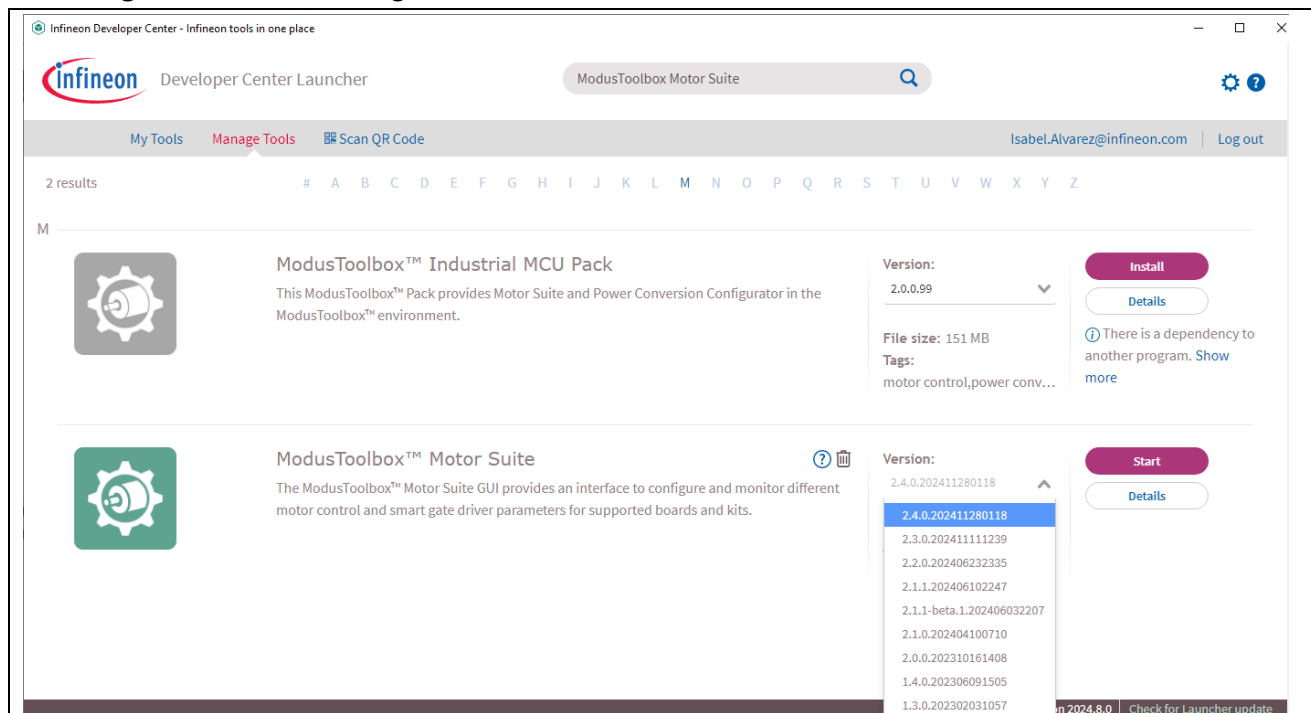 Infineon Developer Center - Infineon tools in one place
infineon Developer Center Launcher
ModusToolbox Motor Suite
My Tools Manage Tools Scan QR Code Isabel.Alvarez@infineon.com Log out
2 results # A B C D E F G H I J K L M N O P Q R S T U V W X Y Z
M
ModusToolbox™ Industrial MCU Pack
This ModusToolbox™ Pack provides Motor Suite and Power Conversion Configurator in the
ModusToolbox™ environment.
Version:
2.0.0.99
File size: 151 MB
Tags:
motor control,power conv...
Install
Details
There is a dependency to
another program. Show
more
ModusToolbox™ Motor Suite
The ModusToolbox™ Motor Suite GUI provides an interface to configure and monitor different
motor control and smart gate driver parameters for supported boards and kits.
Version:
2.4.0.202411280118
2.4.0.202411280118
2.3.0.202411111239
2.2.0.202406232335
2.1.1.202406102247
2.1.1-beta.1.202406032207
2.1.0.202404100710
2.0.0.202310161408
1.4.0.202306091505
1.3.0.202302031057
Start
Details
2024.8.0 Check for Launcher update